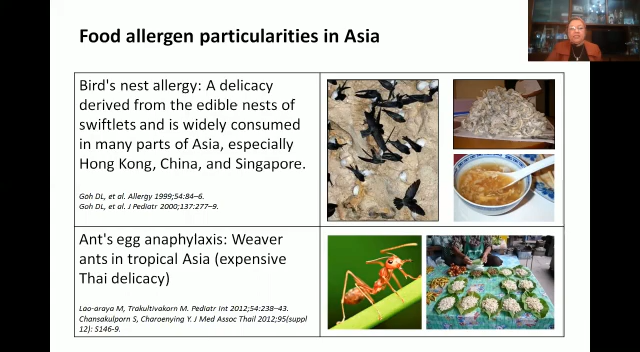 Food allergen particularities in Asia
Bird's nest allergy: A delicacy
derived from the edible nests of
swiftlets and is widely consumed
in many parts of Asia, especially
Hong Kong, China, and Singapore.
Goh DL, et al. Allergy 1999;54:84–6.
Goh DL, et al. J Pediatr 2000;137:277–9.
Ant's egg anaphylaxis: Weaver
ants in tropical Asia (expensive
Thai delicacy)
Lao-araya M, Trakultivakorn M. Pediatr Int 2012;54:238–43.
Chansakulporn S, Charoenying Y. J Med Assoc Thail 2012;95(suppl
12): S146-9.